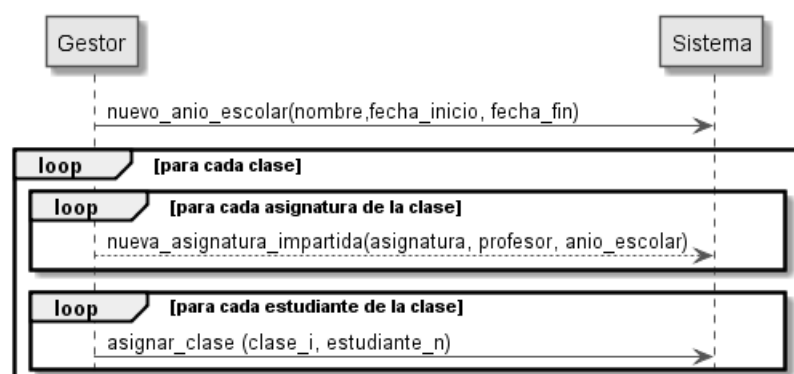 Gestor
Sistema
nuevo_anio_escolar(nombre,fecha_inicio, fecha_fin)
loop [para cada clase]
loop [para cada asignatura de la clase]
nueva_asignatura_impartida(asignatura, profesor, anio_escolar)
loop [para cada estudiante de la clase]
asignar_clase (clase_i, estudiante_n)